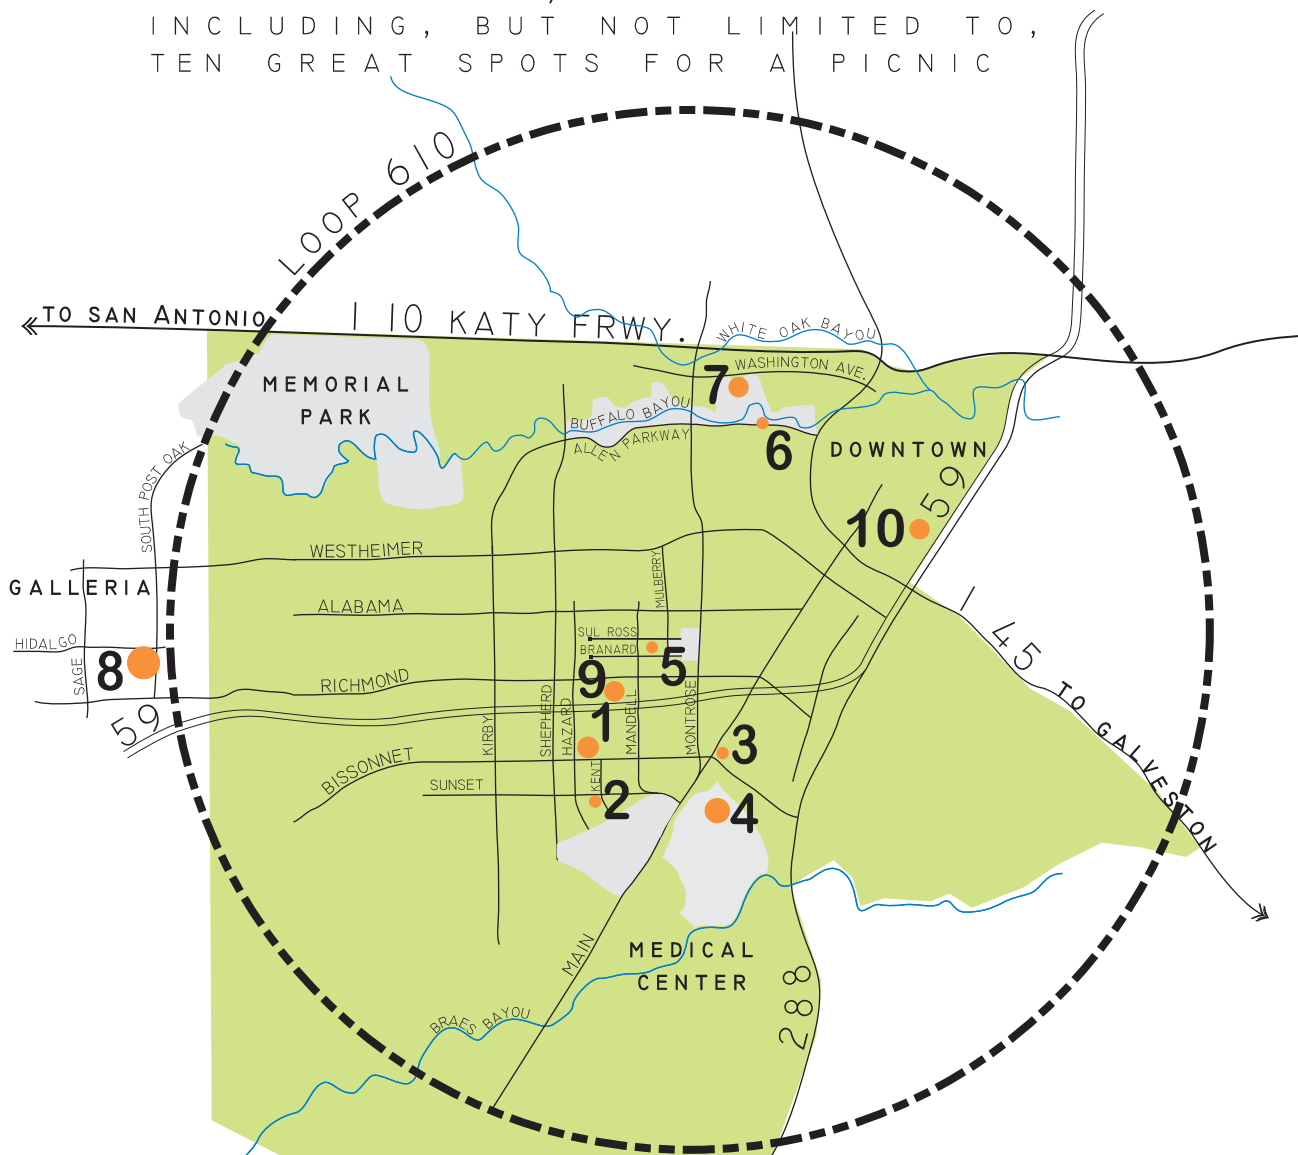 INCLUDING, BUT NOT LIMITED TO,
TEN GREAT SPOTS FOR A PICNIC
LOOP 610
TO SAN ANTONIO
I 10 KATY FRWY.
WHITE OAK BAYOU
WASHINGTON AVE.
MEMORIAL
PARK
7
BUFFALO BAYOU
ALLEN PARKWAY
6
DOWNTOWN
SOUTH POST OAK
59
10
WESTHEIMER
GALLERIA
MULBERRY
ALABAMA
I 45
HIDALGO
SUL ROSS
BRANARD
5
SAGE
8
RICHMOND
9
59
KIRBY
SHEPHERD
HAZARD
1
MANDELL
MONTROSE
3
TO GALVESTON
BISSONNET
SUNSET
KENT
2
4
MAIN
MEDICAL
CENTER
288
BRAES BAYOU